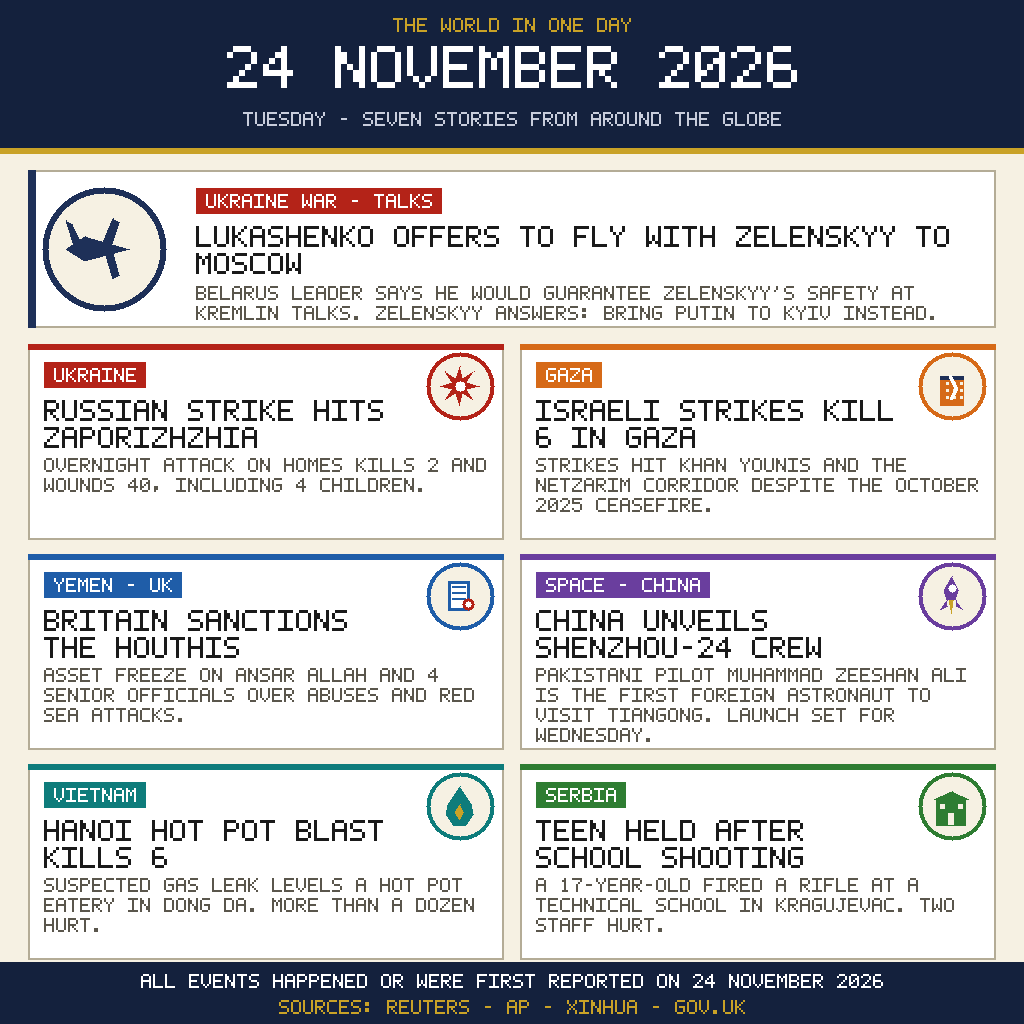 THE WORLD IN ONE DAY
24 NOVEMBER 2026
TUESDAY - SEVEN STORIES FROM AROUND THE GLOBE
UKRAINE WAR - TALKS
LUKASHENKO OFFERS TO FLY WITH ZELENSKYY TO
MOSCOW
BELARUS LEADER SAYS HE WOULD GUARANTEE ZELENSKYY'S SAFETY AT
KREMLIN TALKS. ZELENSKYY ANSWERS: BRING PUTIN TO KYIV INSTEAD.
UKRAINE
RUSSIAN STRIKE HITS
ZAPORIZHZHIA
OVERNIGHT ATTACK ON HOMES KILLS 2 AND
WOUNDS 40, INCLUDING 4 CHILDREN.
GAZA
ISRAELI STRIKES KILL
6 IN GAZA
STRIKES HIT KHAN YOUNIS AND THE
NETZARIM CORRIDOR DESPITE THE OCTOBER
2025 CEASEFIRE.
YEMEN - UK
BRITAIN SANCTIONS
THE HOUTHIS
ASSET FREEZE ON ANSAR ALLAH AND 4
SENIOR OFFICIALS OVER ABUSES AND RED
SEA ATTACKS.
SPACE - CHINA
CHINA UNVEILS
SHENZHOU-24 CREW
PAKISTANI PILOT MUHAMMAD ZEESHAN ALI
IS THE FIRST FOREIGN ASTRONAUT TO
VISIT TIANGONG. LAUNCH SET FOR
WEDNESDAY.
VIETNAM
HANOI HOT POT BLAST
KILLS 6
SUSPECTED GAS LEAK LEVELS A HOT POT
EATERY IN DONG DA. MORE THAN A DOZEN
HURT.
SERBIA
TEEN HELD AFTER
SCHOOL SHOOTING
A 17-YEAR-OLD FIRED A RIFLE AT A
TECHNICAL SCHOOL IN KRAGUJEVAC. TWO
STAFF HURT.
ALL EVENTS HAPPENED OR WERE FIRST REPORTED ON 24 NOVEMBER 2026
SOURCES: REUTERS - AP - XINHUA - GOV.UK